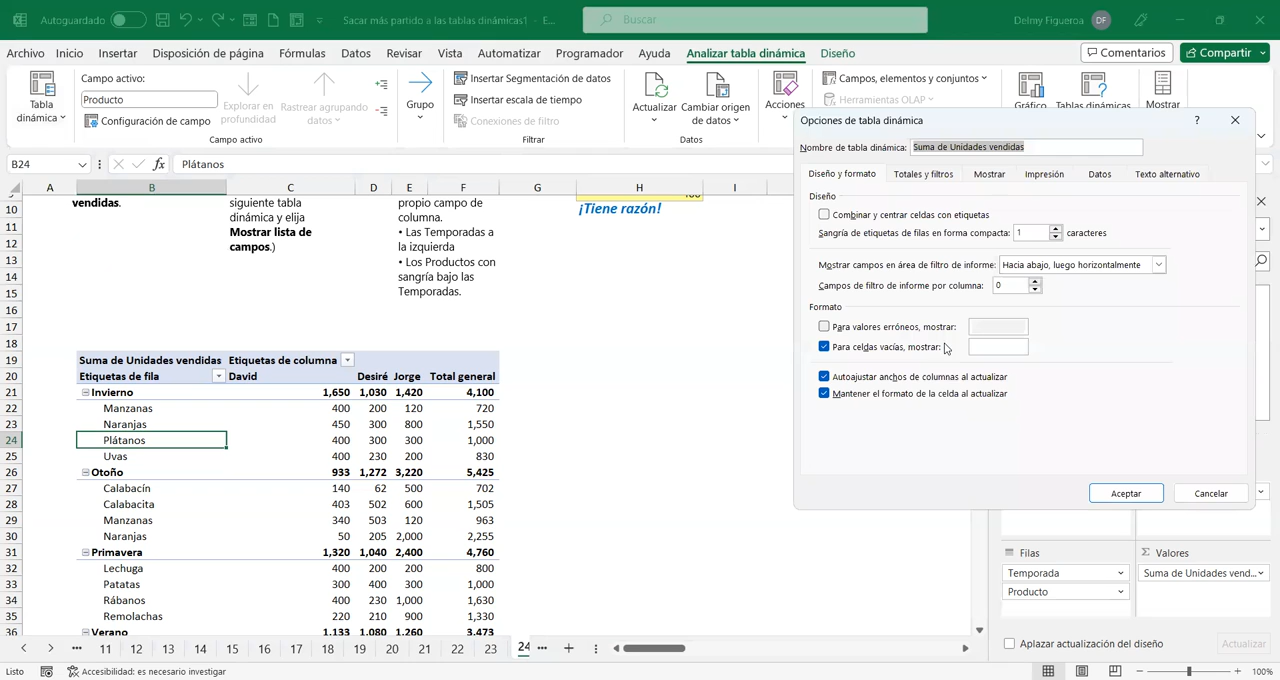 Autoguardado
Sacar más partido a las tablas dinámicas1 - E...
Buscar
Delmy Figueroa
DF
Archivo Inicio Insertar Disposición de página Fórmulas Datos Revisar Vista Automatizar Programador Ayuda Analizar tabla dinámica Diseño
Comentarios
Compartir
Tabla dinámica
Campo activo:
Producto
Configuración de campo
Explorar en profundidad
Rastrear agrupando datos
Campo activo
Grupo
Insertar Segmentación de datos
Insertar escala de tiempo
Conexiones de filtro
Filtrar
Actualizar
Cambiar origen de datos
Datos
Acciones
Campos, elementos y conjuntos
Herramientas OLAP
Gráfico
Tablas dinámicas
Mostrar
B24
fx
Plátanos
A B C D E F G H I
10 vendidas. siguiente tabla propio campo de
¡Tiene razón!
11 dinámica y elija columna.
12 Mostrar lista de • Las Temporadas a
13 campos.) la izquierda
• Los Productos con
14 sangría bajo las
15 Temporadas.
16
17
18
19 Suma de Unidades vendidas Etiquetas de columna
20 Etiquetas de fila David Desiré Jorge Total general
21 Invierno 1,650 1,030 1,420 4,100
22 Manzanas 400 200 120 720
23 Naranjas 450 300 800 1,550
24 Plátanos 400 300 300 1,000
25 Uvas 400 230 200 830
26 Otoño 933 1,272 3,220 5,425
27 Calabacín 140 62 500 702
28 Calabacita 403 502 600 1,505
29 Manzanas 340 503 120 963
30 Naranjas 50 205 2,000 2,255
31 Primavera 1,320 1,040 2,400 4,760
32 Lechuga 400 200 200 800
33 Patatas 300 400 300 1,000
34 Rábanos 400 230 1,000 1,630
35 Remolachas 220 210 900 1,330
36 Verano 1,133 1,080 1,260 3,473
Opciones de tabla dinámica
?
Nombre de tabla dinámica: Suma de Unidades vendidas
Diseño y formato Totales y filtros Mostrar Impresión Datos Texto alternativo
Diseño
Combinar y centrar celdas con etiquetas
Sangría de etiquetas de filas en forma compacta: 1 caracteres
Mostrar campos en área de filtro de informe: Hacia abajo, luego horizontalmente
Campos de filtro de informe por columna: 0
Formato
Para valores erróneos, mostrar:
Para celdas vacías, mostrar:
Autoajustar anchos de columnas al actualizar
Mantener el formato de la celda al actualizar
Aceptar
Cancelar
Filas
Σ Valores
Temporada
Suma de Unidades vend...
Producto
Aplazar actualización del diseño
Actualizar
... 11 12 13 14 15 16 17 18 19 20 21 22 23 24 ...
Listo
Accesibilidad: es necesario investigar
100%